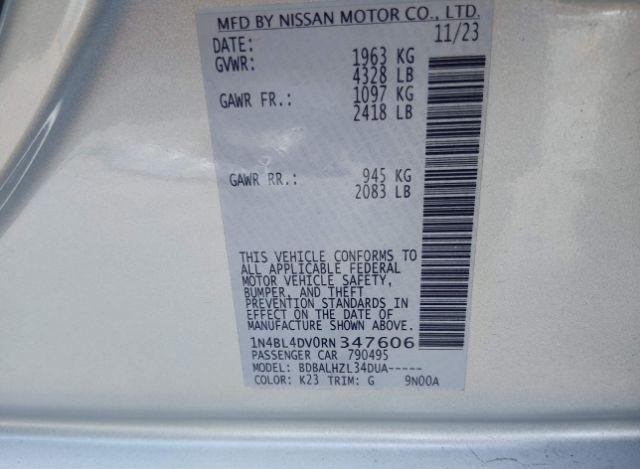 MFD BY NISSAN MOTOR CO., LTD.
DATE: 11/23
GVWR: 1963 KG
4328 LB
GAWR FR.: 1097 KG
2418 LB
GAWR RR.: 945 KG
2083 LB
THIS VEHICLE CONFORMS TO
ALL APPLICABLE FEDERAL
MOTOR VEHICLE SAFETY,
BUMPER, AND THEFT
PREVENTION STANDARDS IN
EFFECT ON THE DATE OF
MANUFACTURE SHOWN ABOVE.
1N4BL4DV0RN347606
PASSENGER CAR 790495
MODEL: BDBALHZL34DUA-----
COLOR: K23 TRIM: G 9N00A